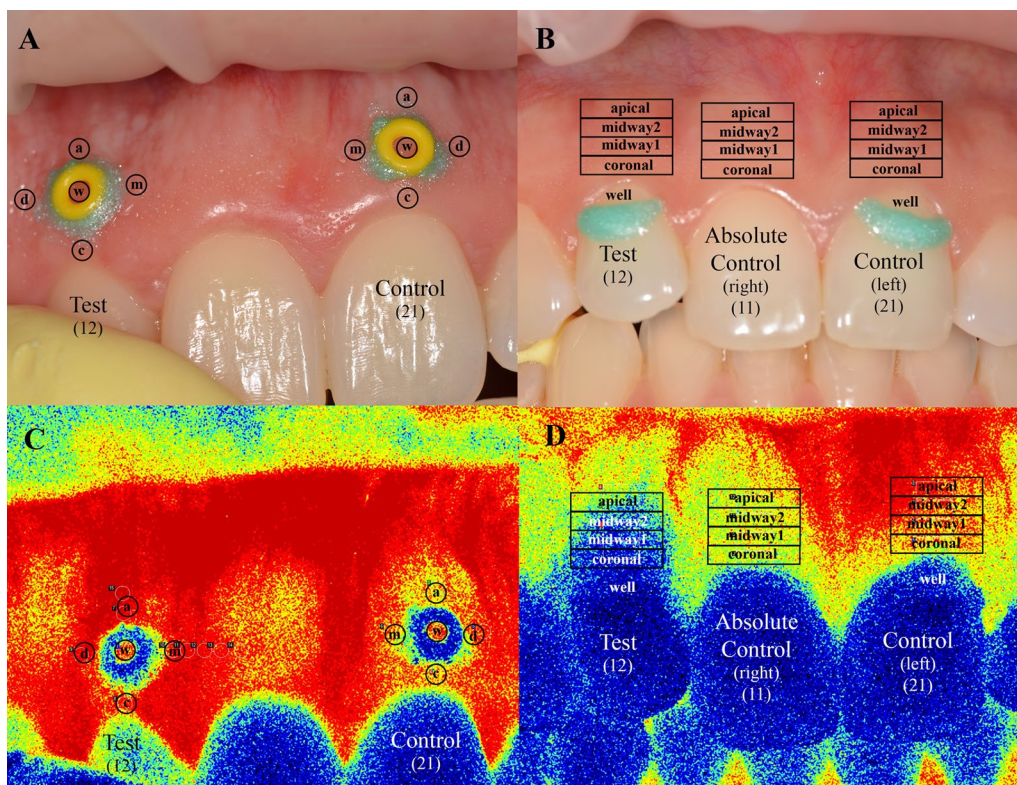 A
a
a
m
w
d
a
d
w
m
c
c
Test
(12)
Control
(21)
B
apical
midway2
midway1
coronal
apical
midway2
midway1
coronal
apical
midway2
midway1
coronal
well
well
Test
(12)
Absolute
Control
(right)
(11)
Control
(left)
(21)
C
a
m
w
d
c
a
d
w
m
c
Test
(12)
Control
(21)
D
apical
midway2
midway1
coronal
apical
midway2
midway1
coronal
apical
midway2
midway1
coronal
well
well
Test
(12)
Absolute
Control
(right)
(11)
Control
(left)
(21)